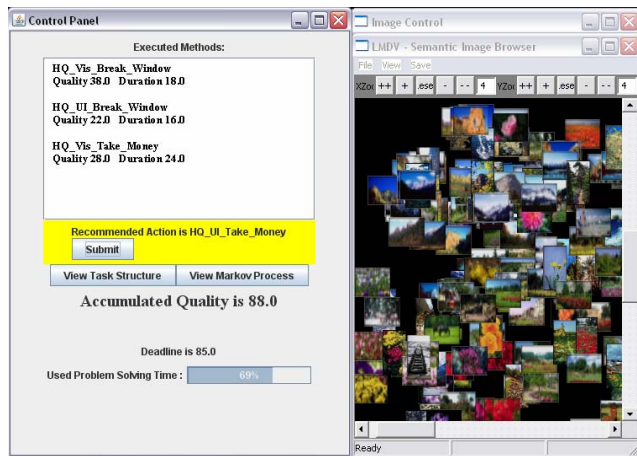 Control Panel
Executed Methods:
HQ_Vis_Break_Window
Quality 38.0 Duration 18.0
HQ_UI_Break_Window
Quality 22.0 Duration 16.0
HQ_Vis_Take_Money
Quality 28.0 Duration 24.0
Recommended Action is HQ_UI_Take_Money
Submit
View Task Structure View Markov Process
Accumulated Quality is 88.0
Deadline is 85.0
Used Problem Solving Time : 69%
Image Control
LMDV - Semantic Image Browser
File View Save
XZoo ++ + .ese - -- 4 YZoo ++ + .ese - -- 4
Ready